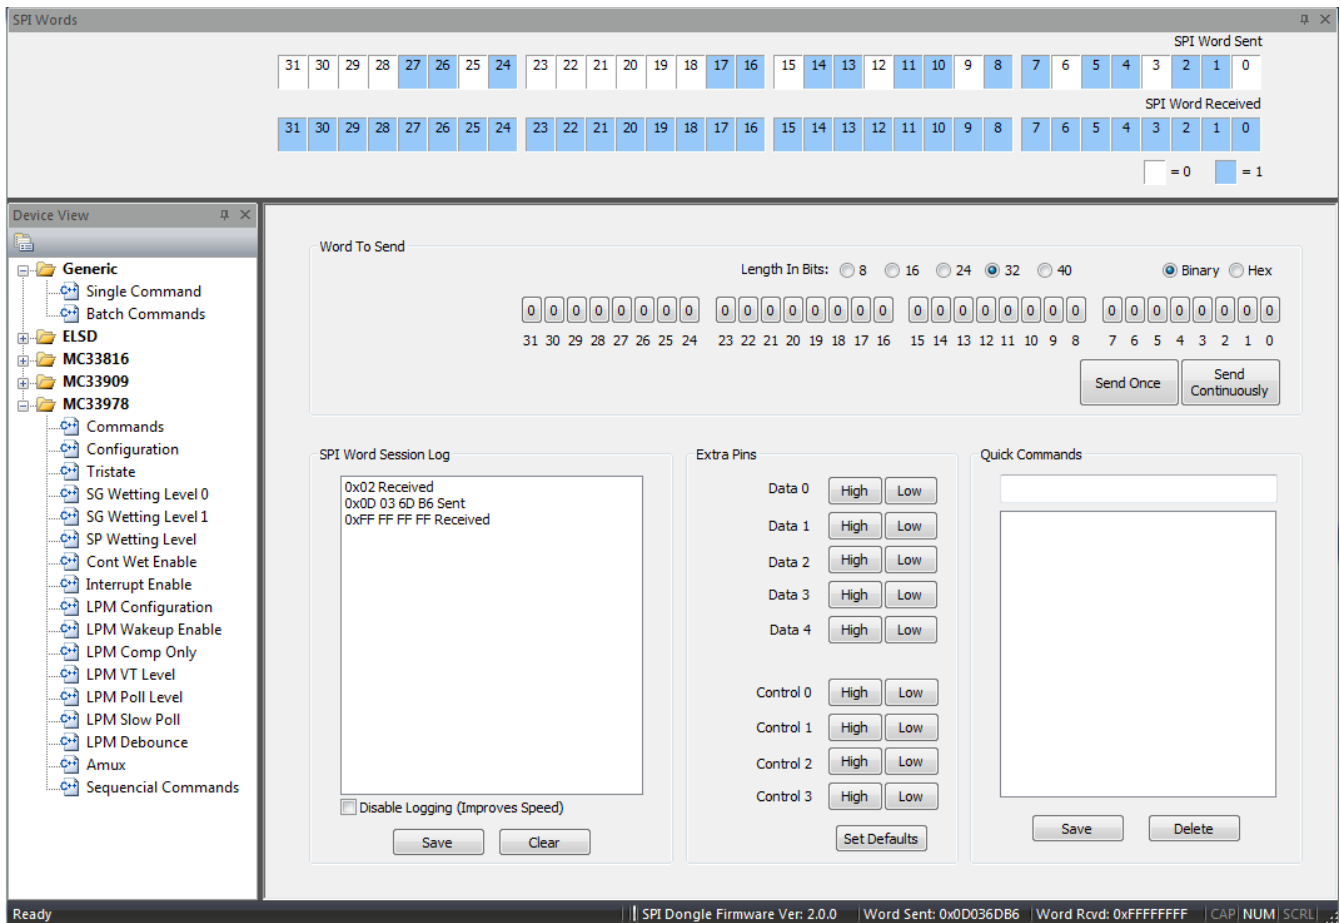 SPI Words
SPI Word Sent
31 30 29 28 27 26 25 24 23 22 21 20 19 18 17 16 15 14 13 12 11 10 9 8 7 6 5 4 3 2 1 0
SPI Word Received
31 30 29 28 27 26 25 24 23 22 21 20 19 18 17 16 15 14 13 12 11 10 9 8 7 6 5 4 3 2 1 0
= 0 = 1
Device View
Generic
Single Command
Batch Commands
ELSD
MC33816
MC33909
MC33978
Commands
Configuration
Tristate
SG Wetting Level 0
SG Wetting Level 1
SP Wetting Level
Cont Wet Enable
Interrupt Enable
LPM Configuration
LPM Wakeup Enable
LPM Comp Only
LPM VT Level
LPM Poll Level
LPM Slow Poll
LPM Debounce
Amux
Sequencial Commands
Word To Send
Length In Bits: 8 16 24 32 40 Binary Hex
0 0 0 0 0 0 0 0 0 0 0 0 0 0 0 0 0 0 0 0 0 0 0 0 0 0 0 0 0 0 0 0
31 30 29 28 27 26 25 24 23 22 21 20 19 18 17 16 15 14 13 12 11 10 9 8 7 6 5 4 3 2 1 0
Send Once
Send
Continuously
SPI Word Session Log
0x02 Received
0x0D 03 6D B6 Sent
0xFF FF FF FF Received
Disable Logging (Improves Speed)
Save Clear
Extra Pins
Data 0 High Low
Data 1 High Low
Data 2 High Low
Data 3 High Low
Data 4 High Low
Control 0 High Low
Control 1 High Low
Control 2 High Low
Control 3 High Low
Set Defaults
Quick Commands
Save Delete
Ready SPI Dongle Firmware Ver: 2.0.0 Word Sent: 0x0D036DB6 Word Rcvd: 0xFFFFFFFF CAP NUM SCRL